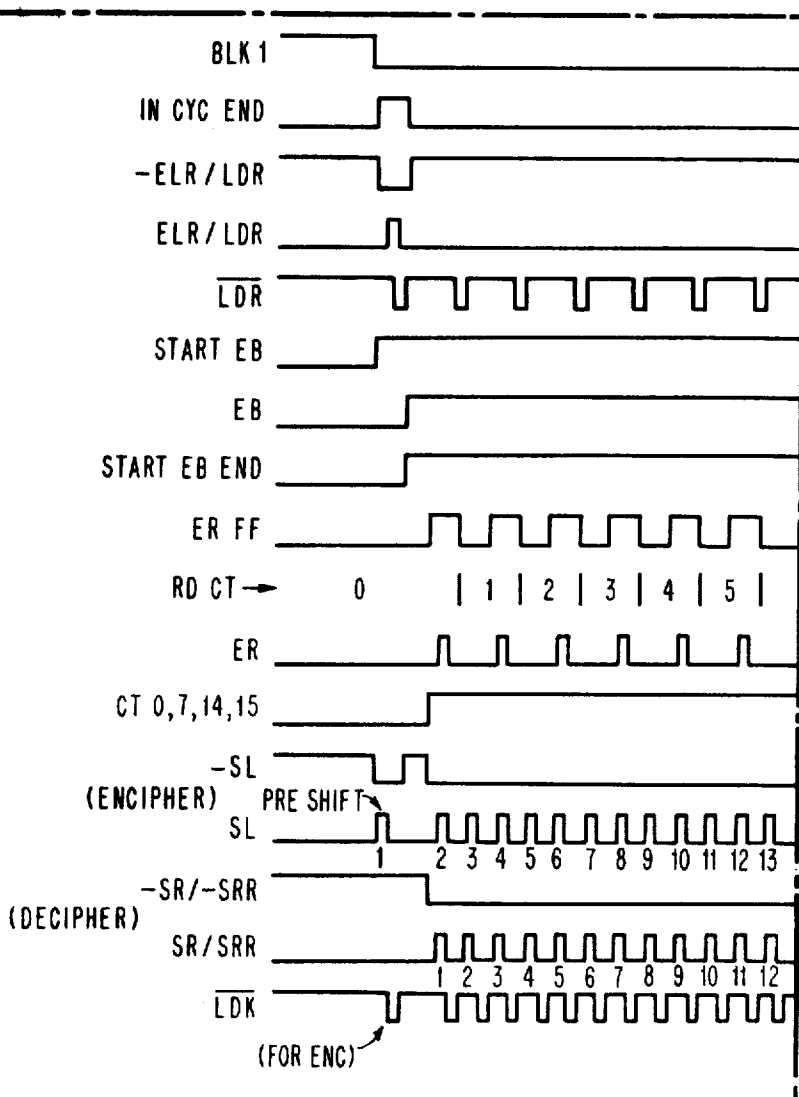 BLK 1
IN CYC END
-ELR / LDR
ELR / LDR
LDR
START EB
EB
START EB END
ER FF
RD CT → 0 | 1 | 2 | 3 | 4 | 5 |
ER
CT 0,7,14,15
-SL
(ENCIPHER) PRE SHIFT
SL
1 2 3 4 5 6 7 8 9 10 11 12 13
-SR/-SRR
(DECIPHER)
SR/SRR
1 2 3 4 5 6 7 8 9 10 11 12
LDK
(FOR ENC)